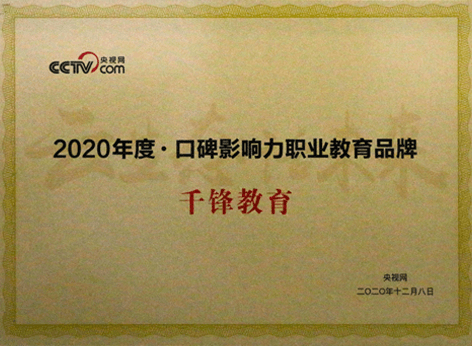 CCTV 央视网
com
2020年度·口碑影响力职业教育品牌
千锋教育
央视网
二〇二〇年十二月八日